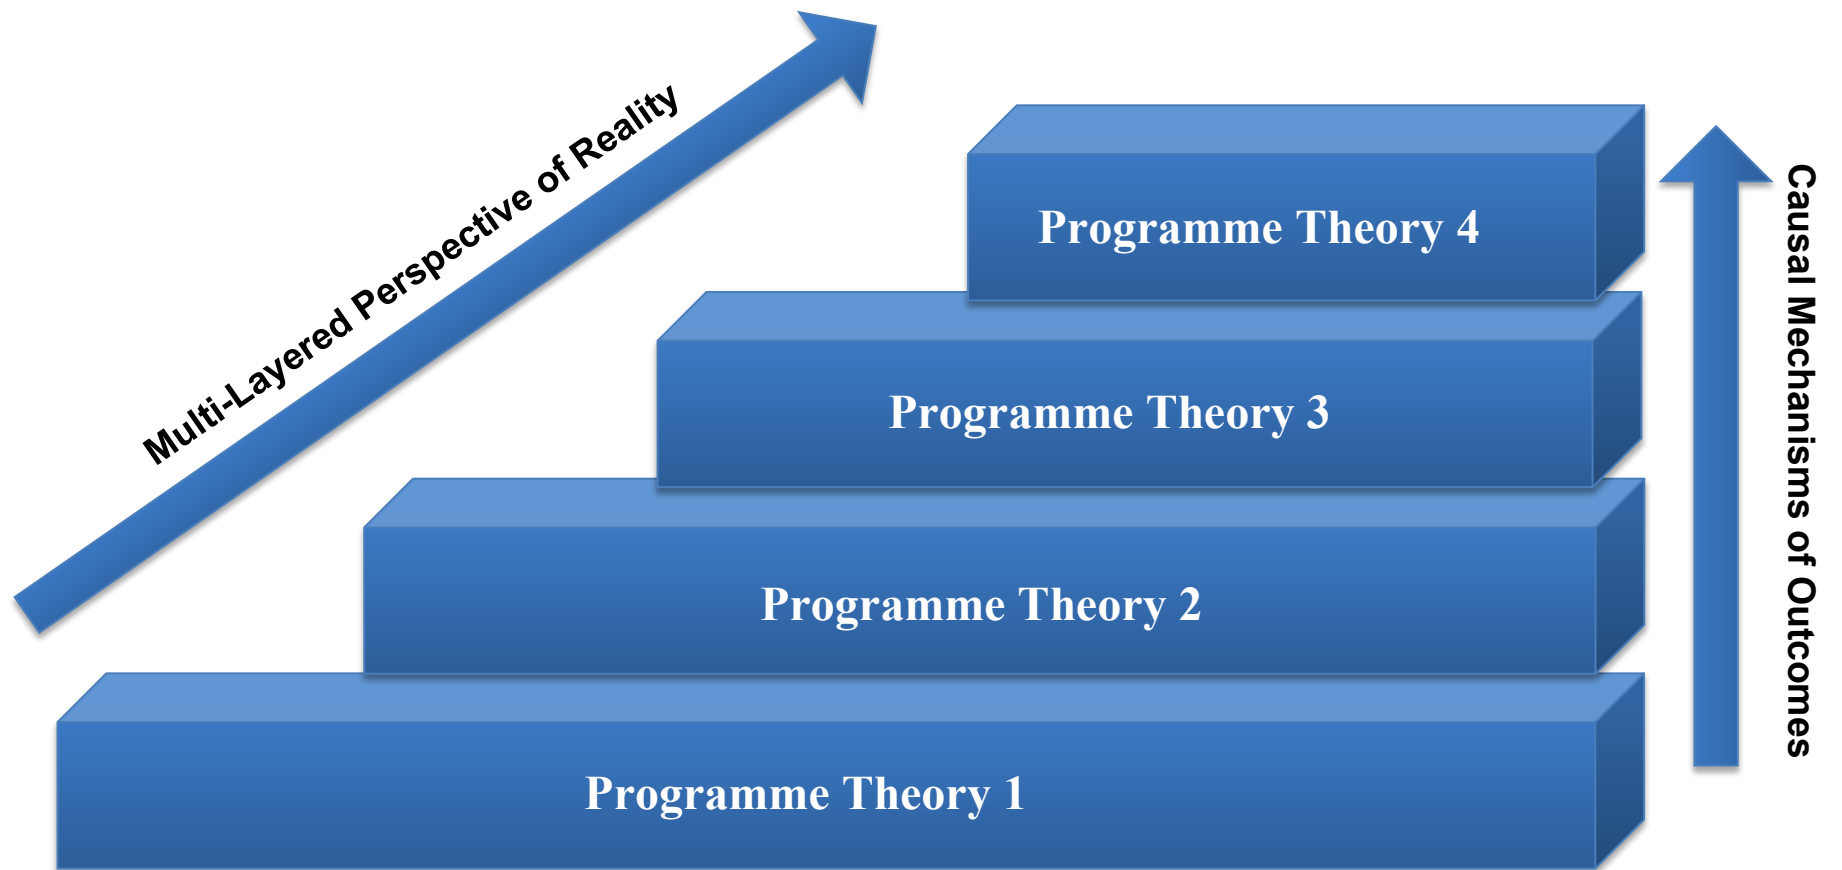 Multi-Layered Perspective of Reality
Programme Theory 4
Programme Theory 3
Programme Theory 2
Programme Theory 1
Causal Mechanisms of Outcomes